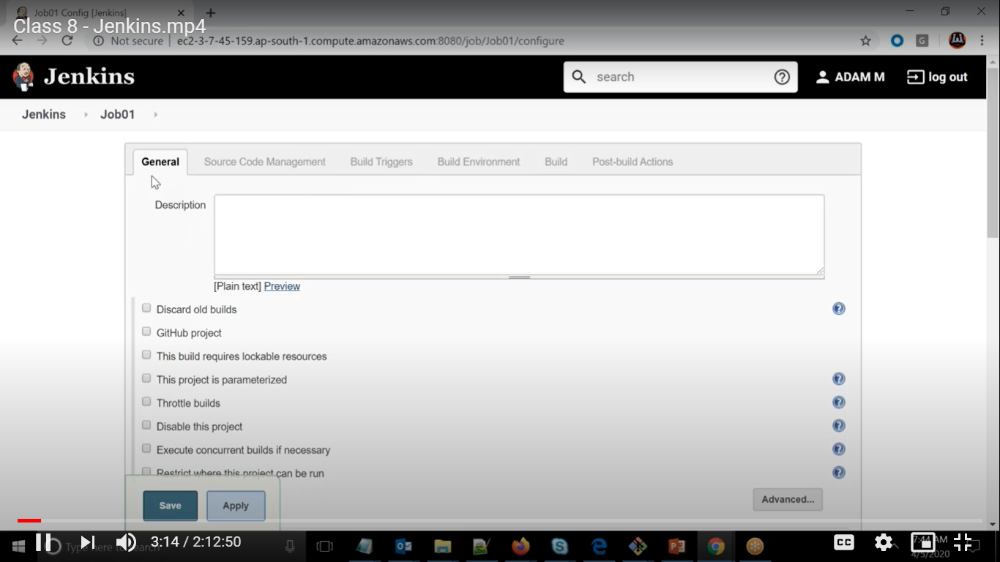 Job01 Config [Jenkins]
Class 8 - Jenkins.mp4
Not secure | ec2-3-7-45-159.ap-south-1.compute.amazonaws.com:8080/job/Job01/configure
Jenkins
search
ADAM M
log out
Jenkins
Job01
General
Source Code Management
Build Triggers
Build Environment
Build
Post-build Actions
Description
[Plain text] Preview
Discard old builds
GitHub project
This build requires lockable resources
This project is parameterized
Throttle builds
Disable this project
Execute concurrent builds if necessary
Restrict where this project can be run
Advanced...
Save
Apply
Type here to search
3:14 / 2:12:50
CC
7:44 AM
4/5/2020